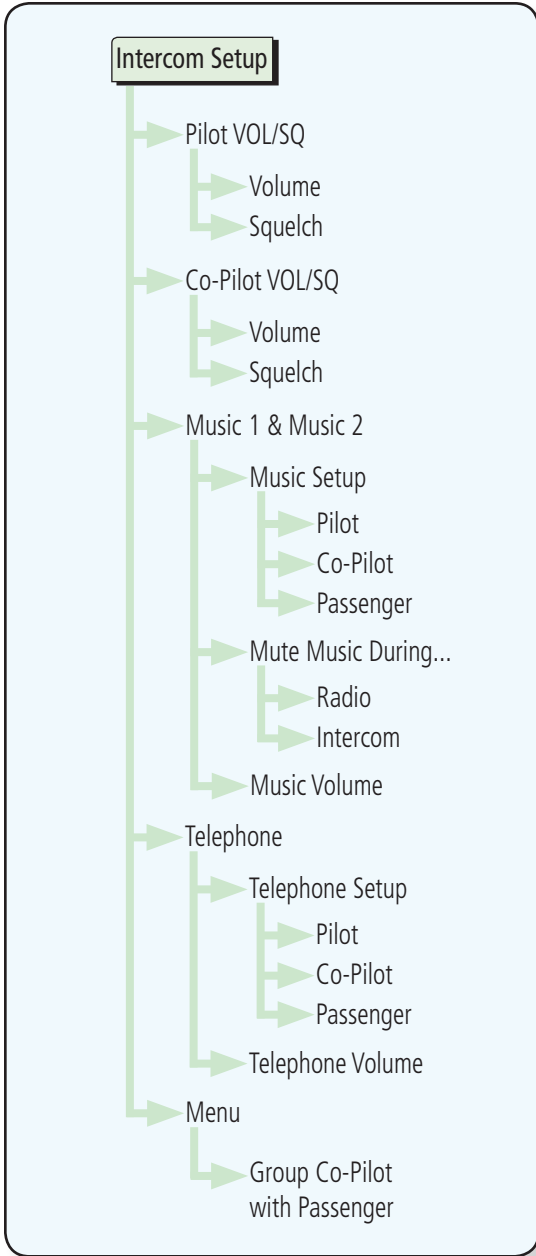 Intercom Setup
Pilot VOL/SQ
Volume
Squelch
Co-Pilot VOL/SQ
Volume
Squelch
Music 1 & Music 2
Music Setup
Pilot
Co-Pilot
Passenger
Mute Music During...
Radio
Intercom
Music Volume
Telephone
Telephone Setup
Pilot
Co-Pilot
Passenger
Telephone Volume
Menu
Group Co-Pilot
with Passenger